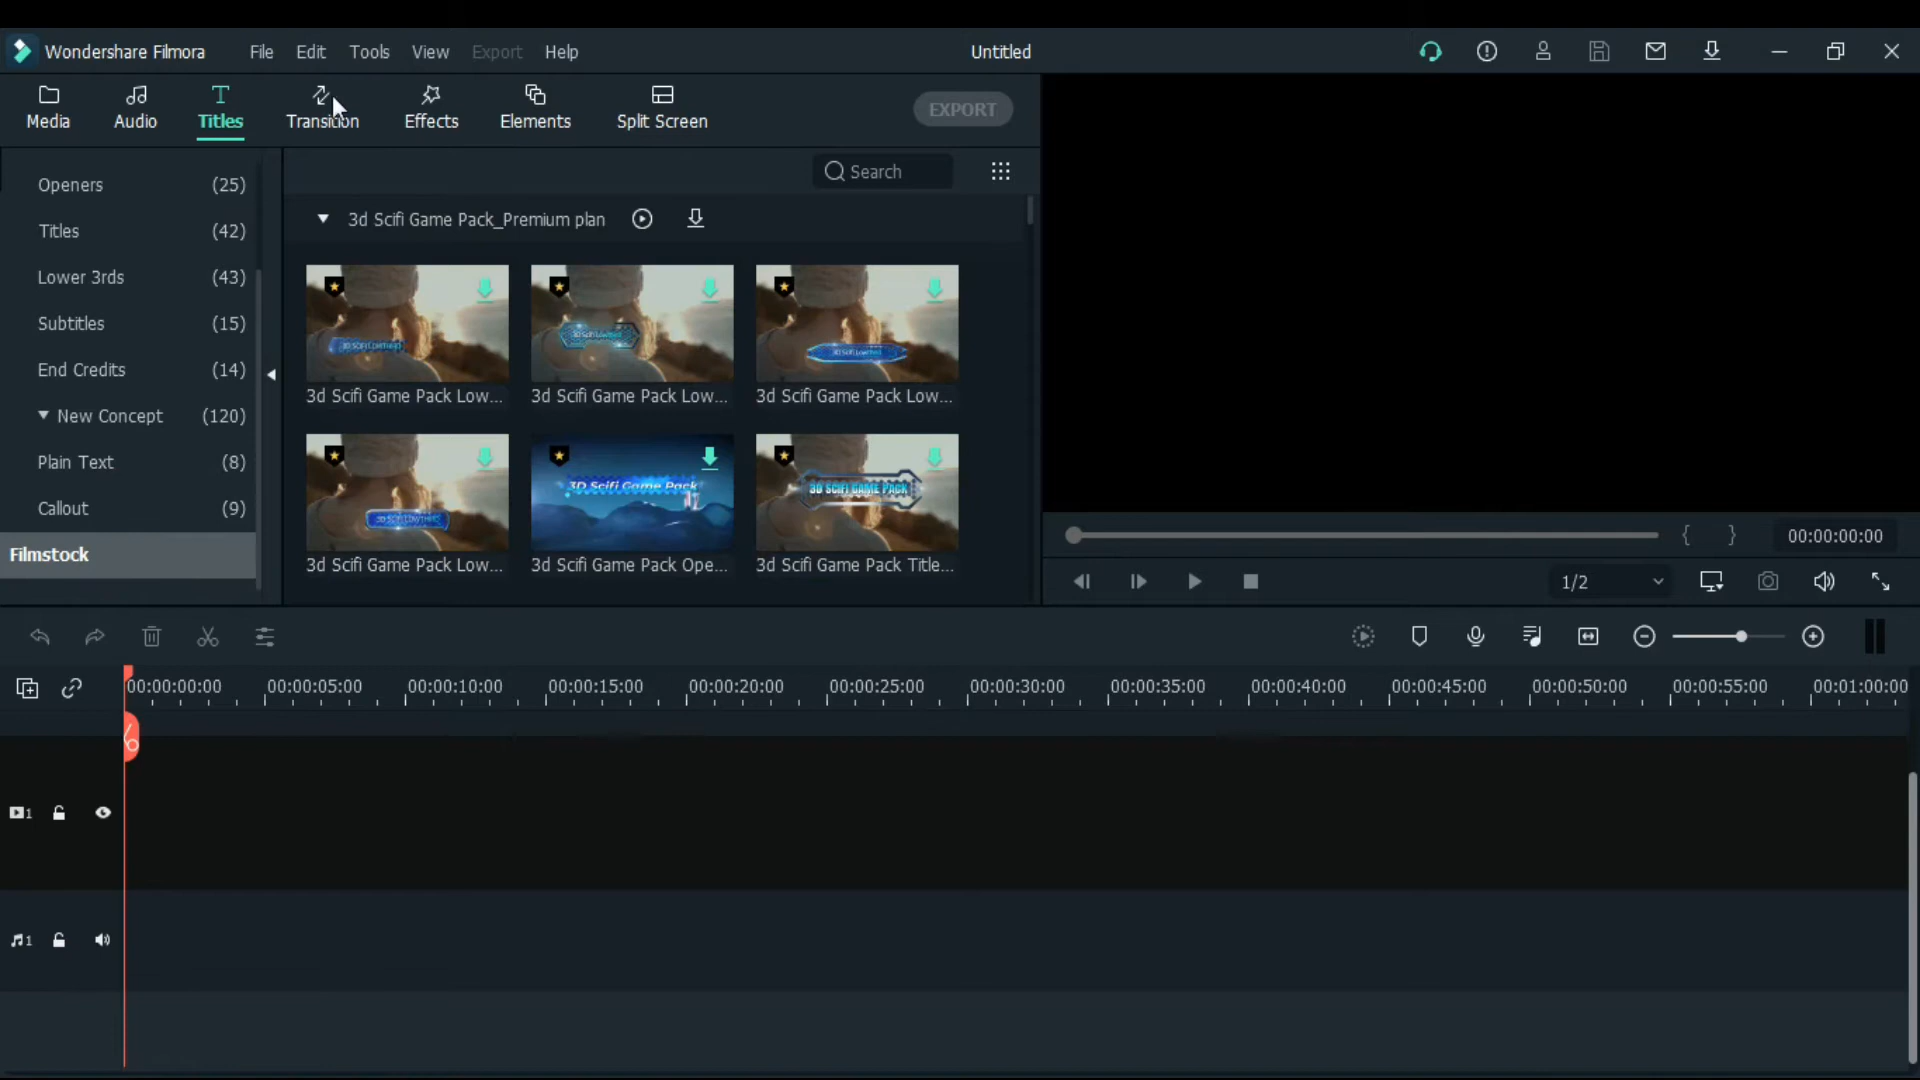 Wondershare Filmora File Edit Tools View Export Help Untitled
Media Audio Titles Transition Effects Elements Split Screen EXPORT
Search
Openers (25)
Titles (42)
Lower 3rds (43)
Subtitles (15)
End Credits (14)
New Concept (120)
Plain Text (8)
Callout (9)
Filmstock
3d Scifi Game Pack_Premium plan
3d Scifi Game Pack Low... 3d Scifi Game Pack Low... 3d Scifi Game Pack Low...
3D Scifi Game Pack
3D SCIFI GAME PACK
3d Scifi Game Pack Low... 3d Scifi Game Pack Ope... 3d Scifi Game Pack Title...
00:00:00:00
1/2
00:00:00:00 00:00:05:00 00:00:10:00 00:00:15:00 00:00:20:00 00:00:25:00 00:00:30:00 00:00:35:00 00:00:40:00 00:00:45:00 00:00:50:00 00:00:55:00 00:01:00:00
1
1